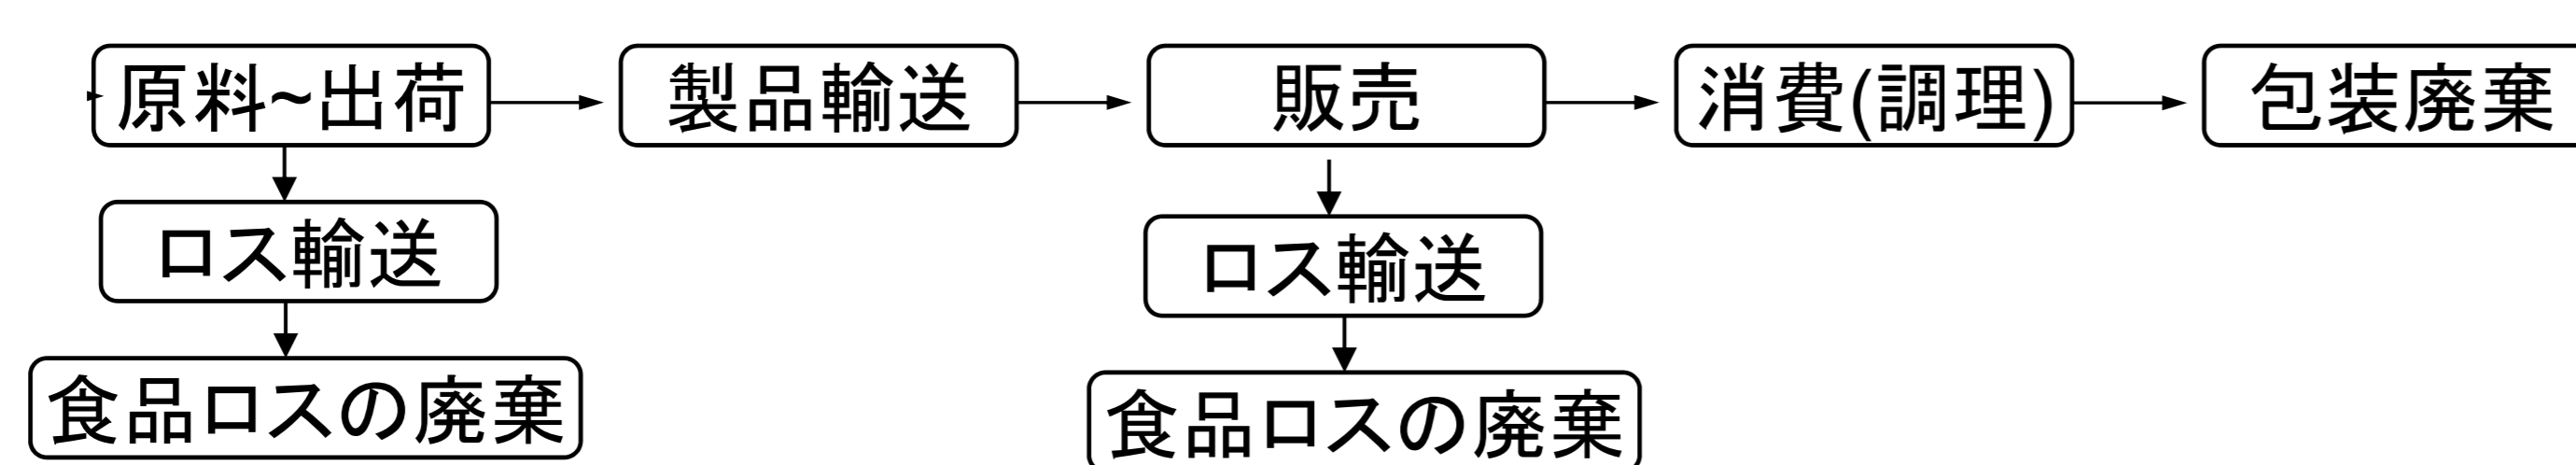 原料~出荷
製品輸送
販売
消費(調理)
包装廃棄
ロス輸送
ロス輸送
食品ロスの廃棄
食品ロスの廃棄